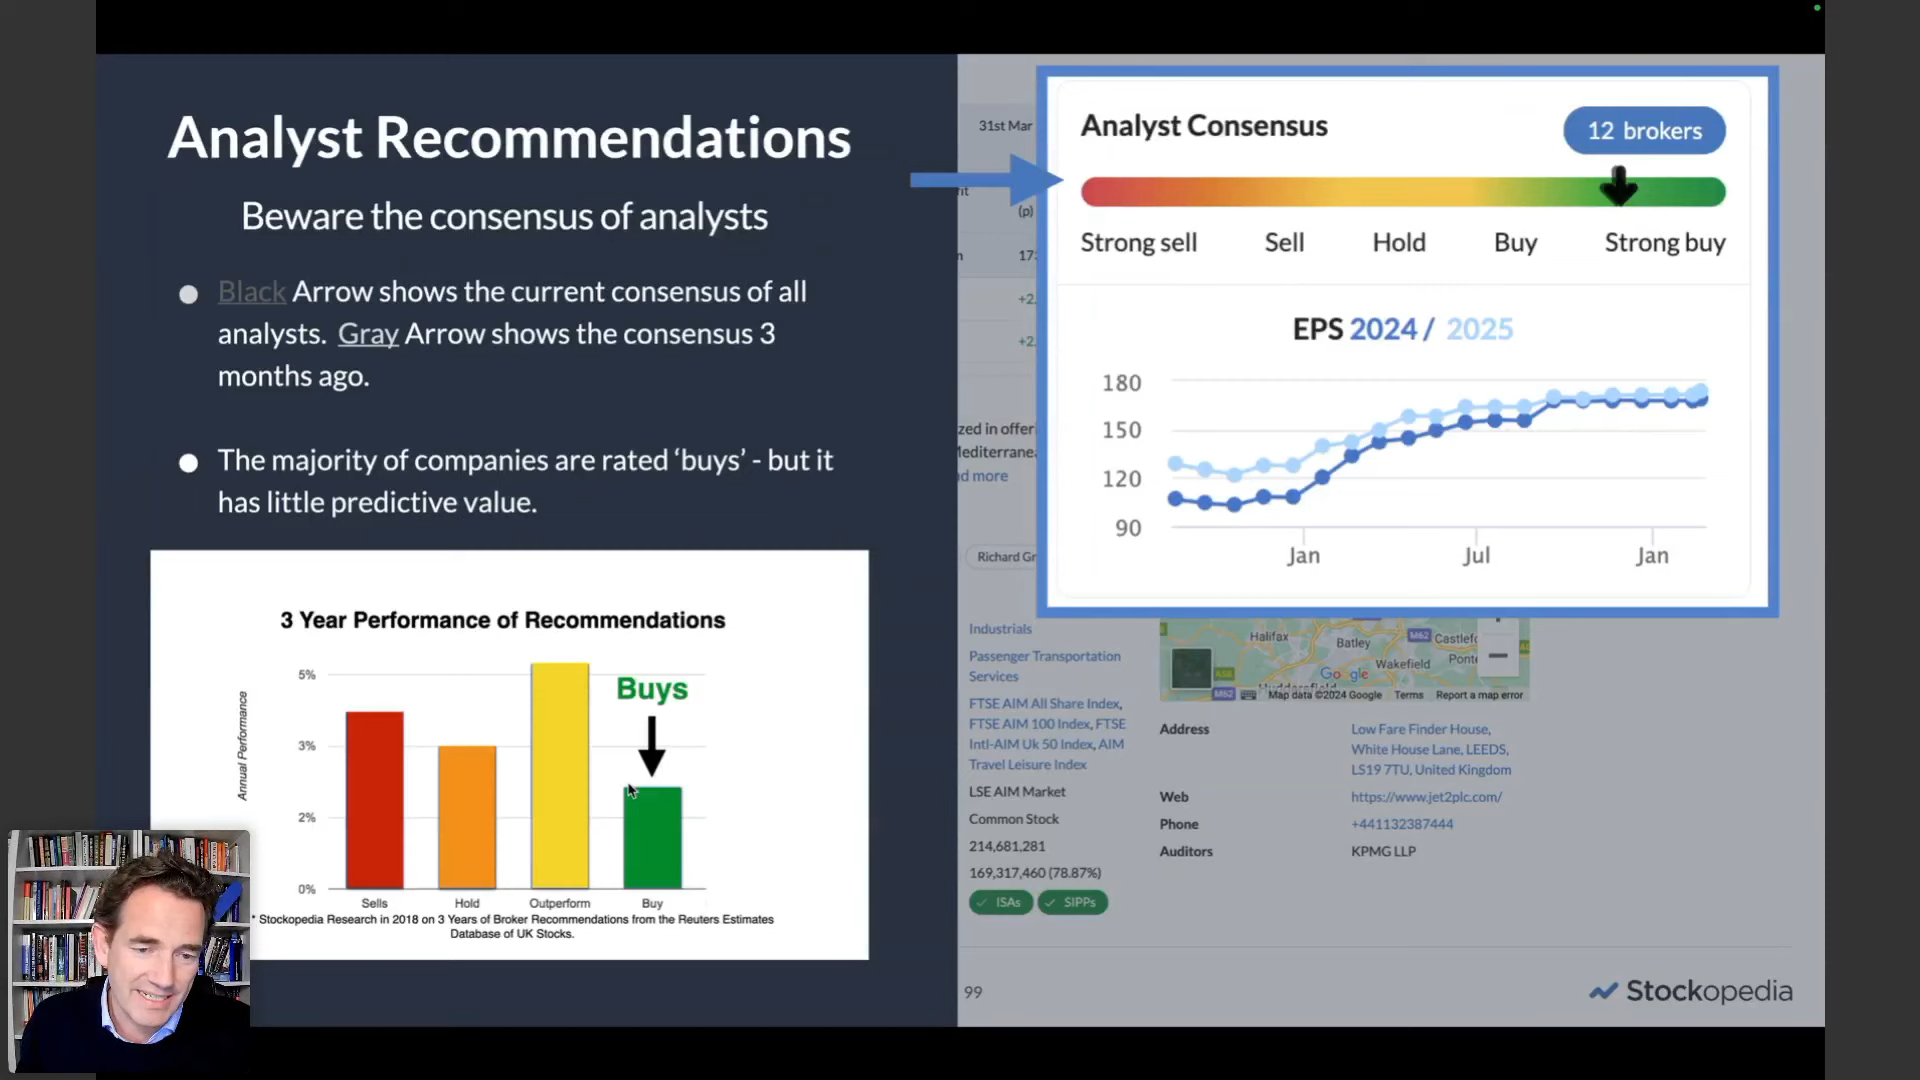 Analyst Recommendations
Beware the consensus of analysts
Black Arrow shows the current consensus of all
analysts. Gray Arrow shows the consensus 3
months ago.
The majority of companies are rated ‘buys’ - but it
has little predictive value.
3 Year Performance of Recommendations
Annual Performance
5%
3%
2%
0%
Buys
Sells
Hold
Outperform
Buy
* Stockopedia Research in 2018 on 3 Years of Broker Recommendations from the Reuters Estimates
Database of UK Stocks.
Analyst Consensus
12 brokers
Strong sell
Sell
Hold
Buy
Strong buy
EPS 2024 / 2025
180
150
120
90
Jan
Jul
Jan
31st Mar
(p)
17
+2.
+2.
zed in offer
Mediterrane
d more
Richard Gr
Industrials
Passenger Transportation
Services
FTSE AIM All Share Index,
FTSE AIM 100 Index, FTSE
Intl-AIM Uk 50 Index, AIM
Travel Leisure Index
LSE AIM Market
Common Stock
214,681,281
169,317,460 (78.87%)
ISAs
SIPPs
Halifax
Batley
M62
Castlef
Wakefield
Ponte
Google
A58
M62
Map data ©2024 Google
Terms
Report a map error
Address
Low Fare Finder House,
White House Lane, LEEDS,
LS19 7TU, United Kingdom
Web
https://www.jet2plc.com/
Phone
+441132387444
Auditors
KPMG LLP
99
Stockopedia